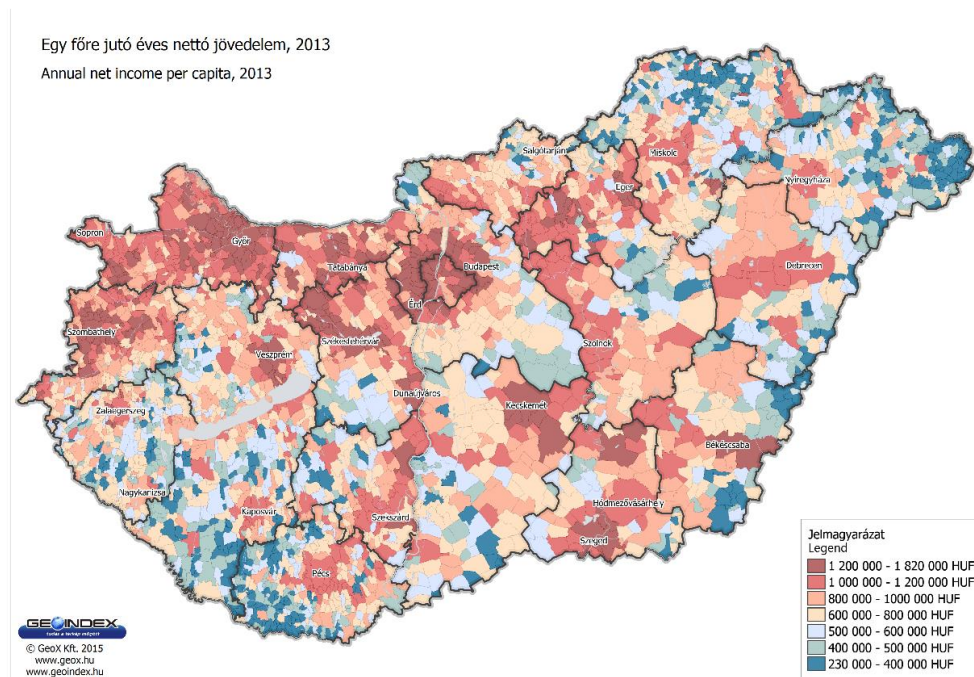 Egy főre jutó éves nettó jövedelem, 2013
Annual net income per capita, 2013
Salgótarján
Miskolc
Eger
Nyíregyháza
Sopron
Győr
Tatabánya
Budapest
Debrecen
Érd
Szombathely
Székesfehérvár
Szolnok
Veszprém
Dunaújváros
Kecskemét
Zalaegerszeg
Békéscsaba
Nagykanizsa
Kaposvár
Szekszárd
Hódmezővásárhely
Szeged
Pécs
Jelmagyarázat
Legend
1 200 000 - 1 820 000 HUF
1 000 000 - 1 200 000 HUF
800 000 - 1000 000 HUF
600 000 - 800 000 HUF
500 000 - 600 000 HUF
400 000 - 500 000 HUF
230 000 - 400 000 HUF
GEOINDEX
tudás a térkép mögött
© GeoX Kft. 2015
www.geox.hu
www.geoindex.hu